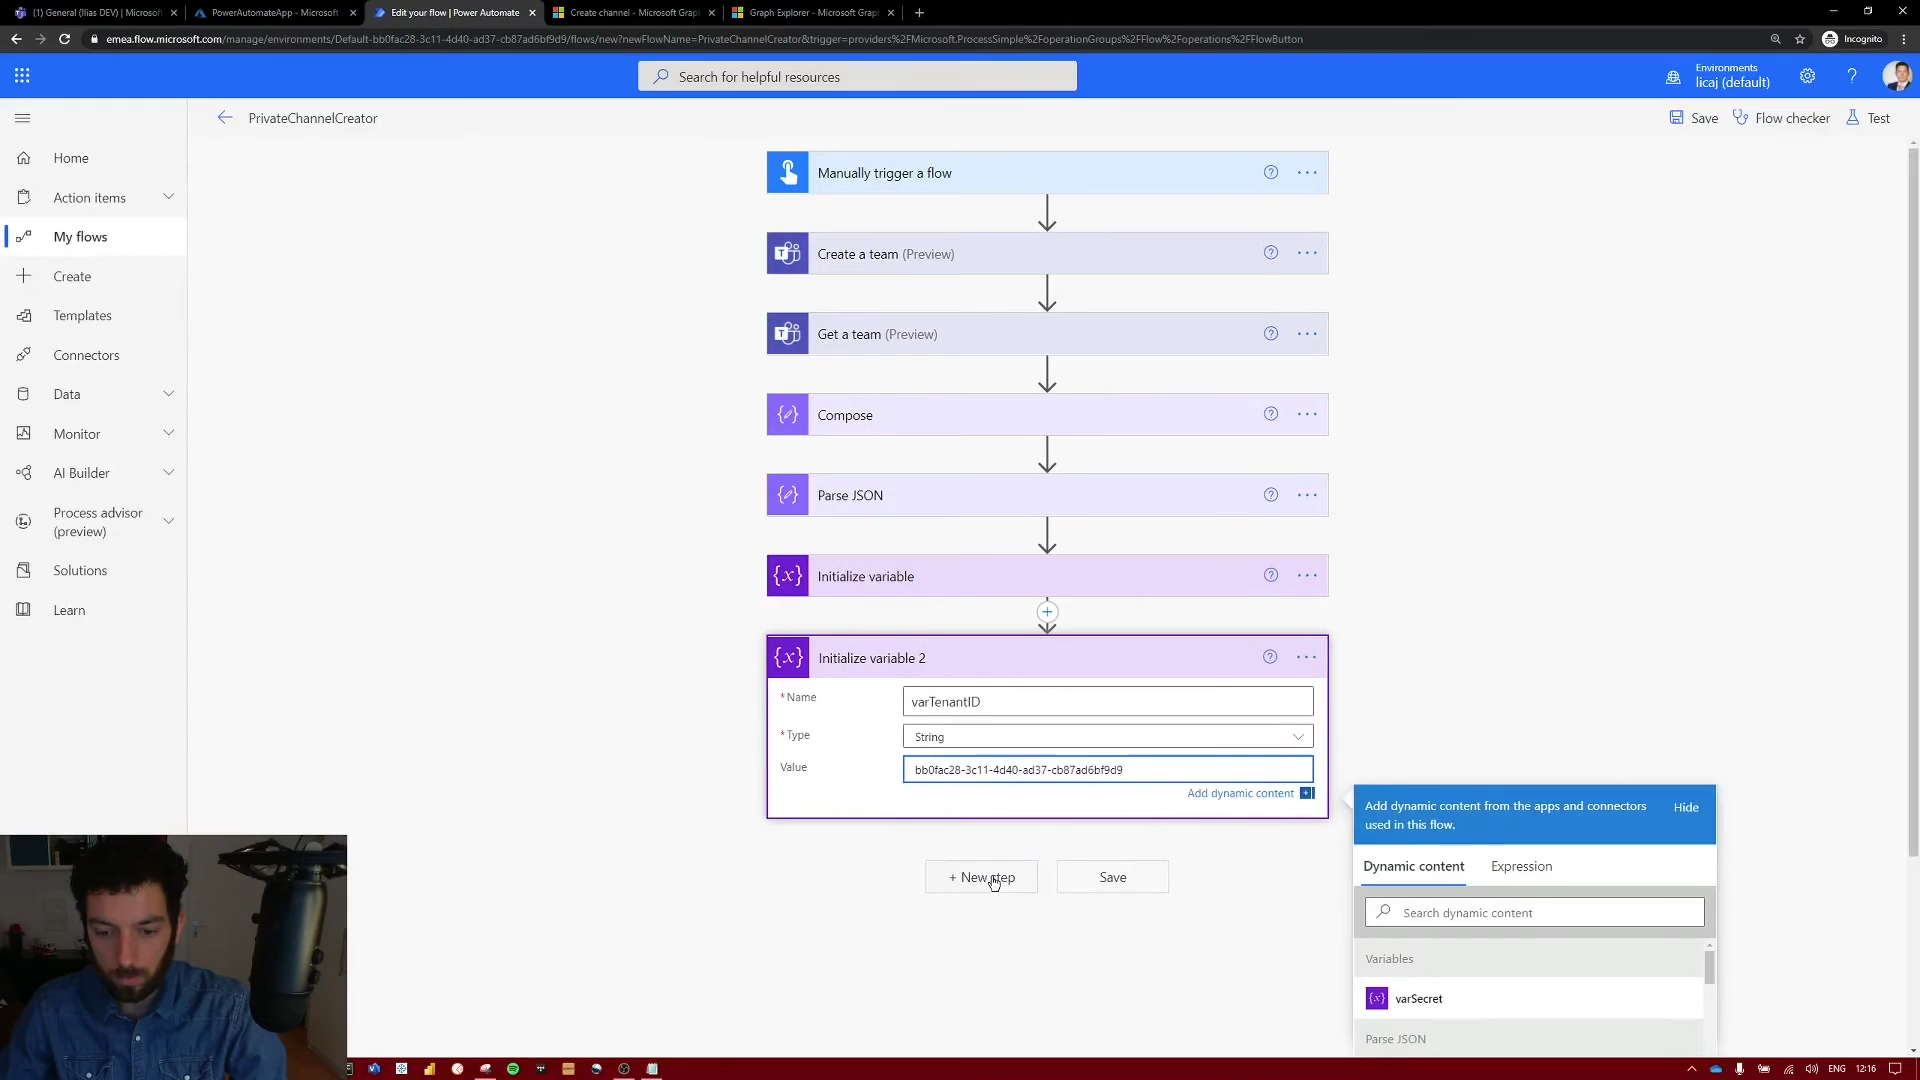 (1) General (Ilias DEV) | Microsoft
PowerAutomateApp - Microsoft
Edit your flow | Power Automate
Create channel - Microsoft Grap
Graph Explorer - Microsoft Grap
emea.flow.microsoft.com/manage/environments/Default-bb0fac28-3c11-4d40-ad37-cb87ad6bf9d9/flows/new?newFlowName=PrivateChannelCreator&trigger=providers%2FMicrosoft.ProcessSimple%2FoperationGroups%2FFlow%2Foperations%2FFlowButton
Incognito
Search for helpful resources
Environments
licaj (default)
PrivateChannelCreator
Save
Flow checker
Test
Home
Action items
My flows
Create
Templates
Connectors
Data
Monitor
AI Builder
Process advisor
(preview)
Solutions
Learn
Manually trigger a flow
Create a team (Preview)
Get a team (Preview)
Compose
Parse JSON
{x} Initialize variable
{x} Initialize variable 2
* Name
varTenantID
* Type
String
Value
bb0fac28-3c11-4d40-ad37-cb87ad6bf9d9
Add dynamic content
+ New step
Save
Add dynamic content from the apps and connectors
used in this flow.
Hide
Dynamic content
Expression
Search dynamic content
Variables
{x} varSecret
Parse JSON
ENG
12:16